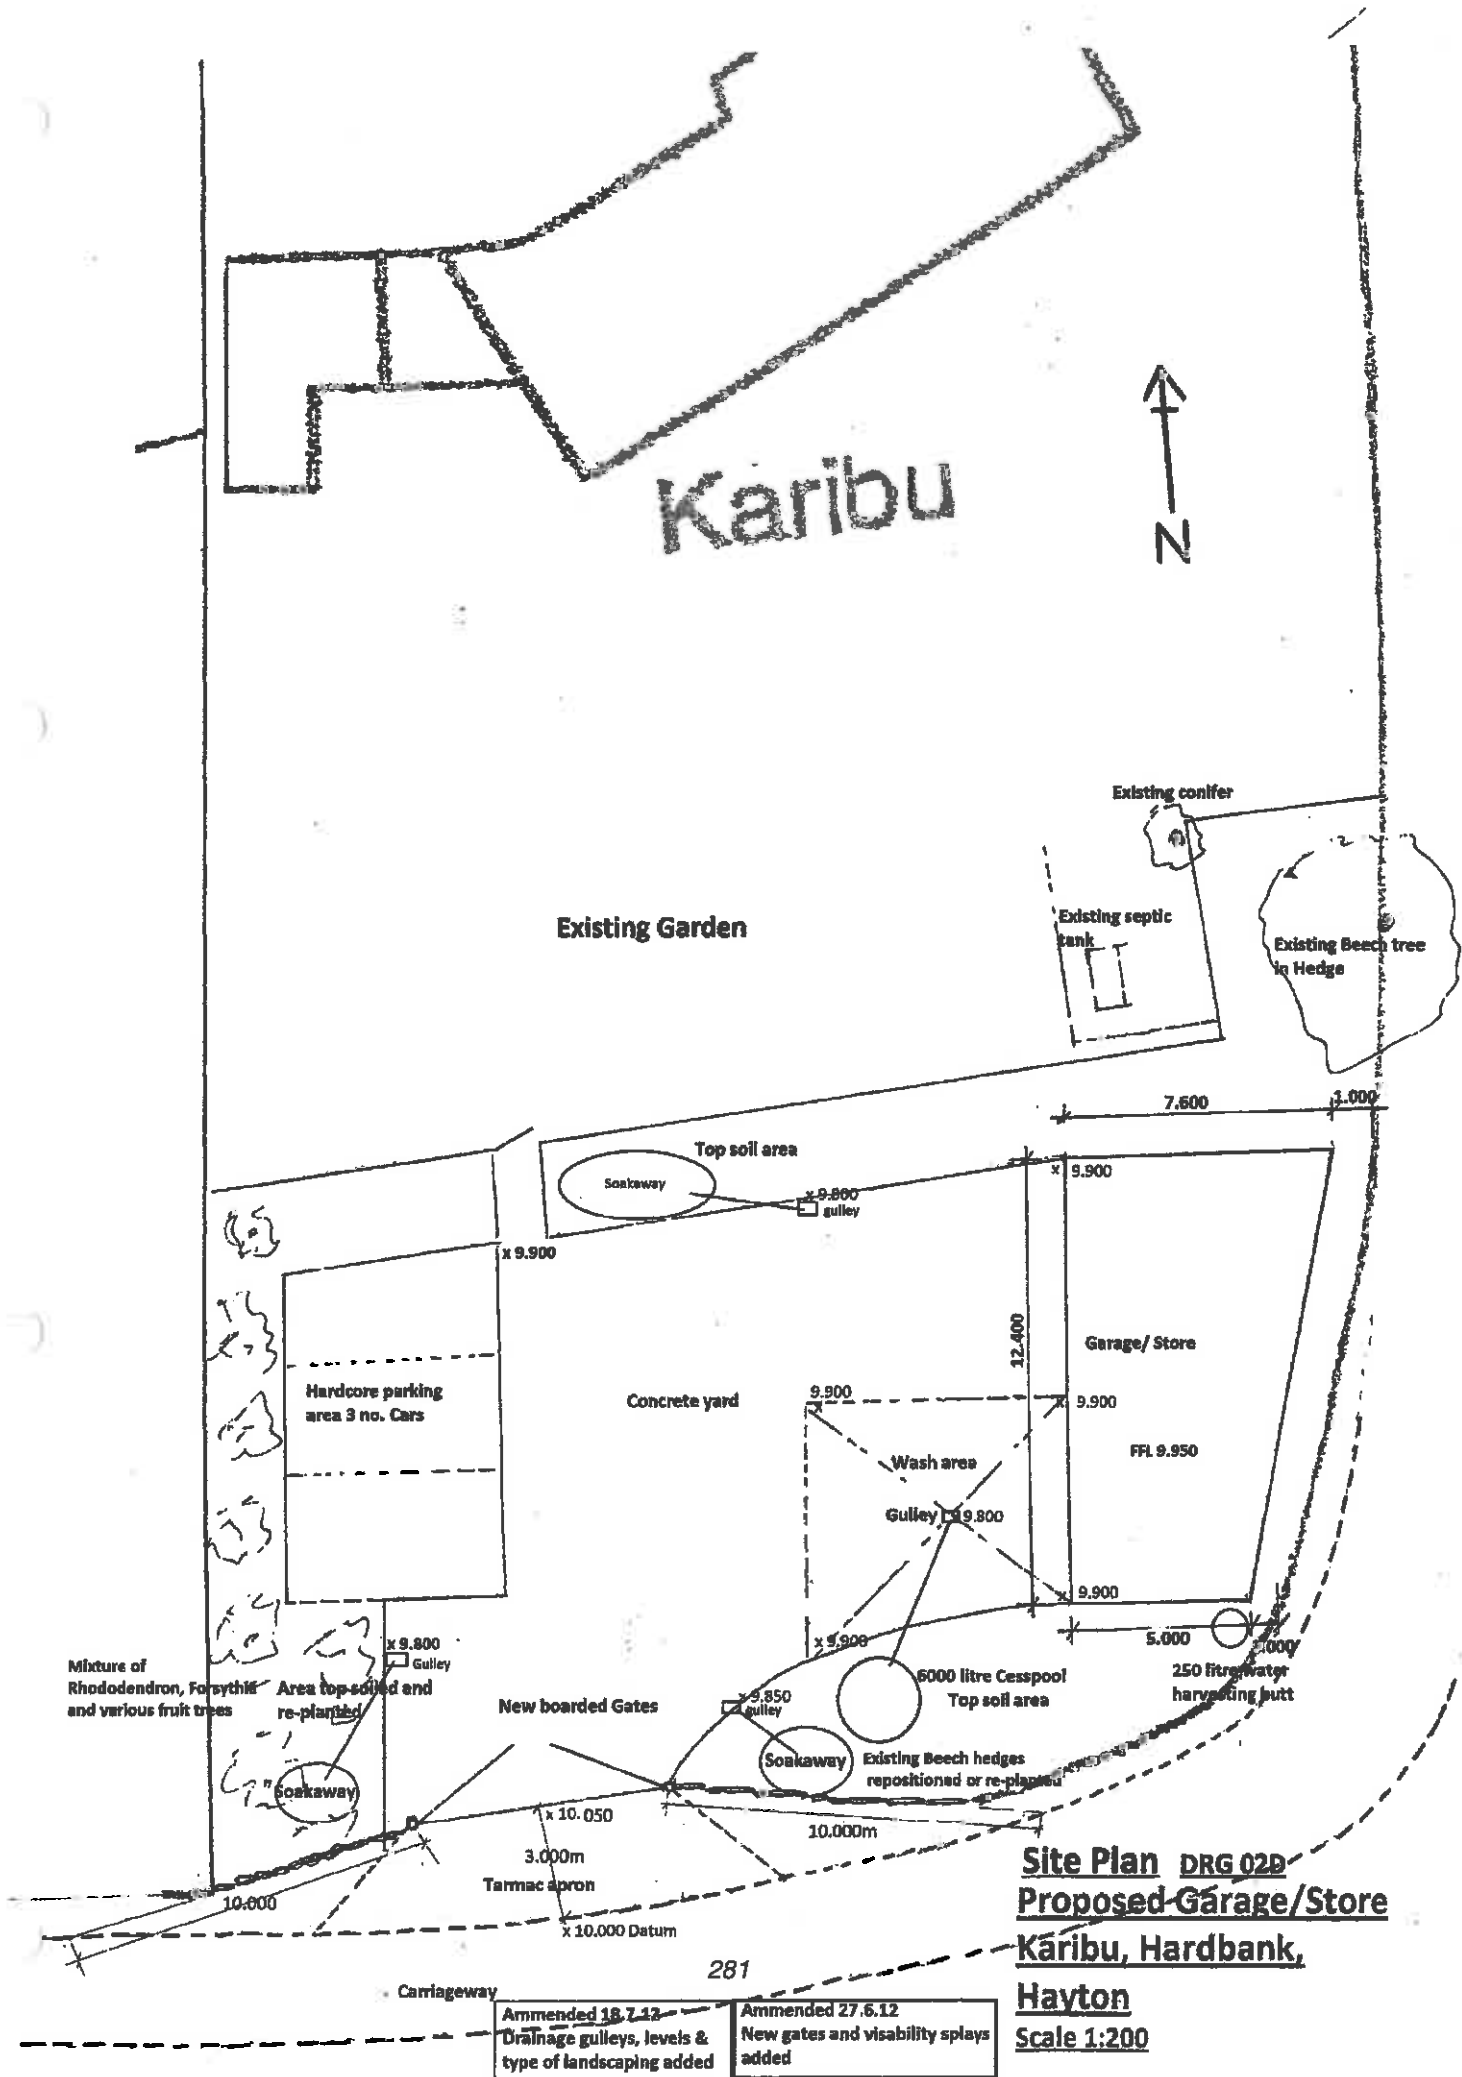 Karibu
N
Existing conifer
Existing Garden
Existing septic
tank
Existing Beech tree
in Hedge
7.600
1.000
Top soil area
Soakaway
x 9.800
gulley
x 9.900
x 9.900
12.400
Garage/ Store
Hardcore parking
area 3 no. Cars
Concrete yard
9.900
x
x 9.900
FFL 9.950
Wash area
Gulley
9.800
x 9.900
x 9.900
5.000
250 litre water
harvesting butt
x 9.800
Gulley
Mixture of
Rhododendron, Forsythia
and various fruit trees
Area top soiled and
re-planted
New boarded Gates
6000 litre Cesspool
Top soil area
x 9.850
gulley
Soakaway
Existing Beech hedges
repositioned or re-planted
Soakaway
x 10.050
10.000m
3.000m
Tarmac apron
10.000
x 10.000 Datum
281
Carriageway
Ammended 18.7.12
Drainage gulleys, levels &
type of landscaping added
Ammended 27.6.12
New gates and visability splays
added
Site Plan DRG 02D
Proposed Garage/Store
Karibu, Hardbank,
Hayton
Scale 1:200